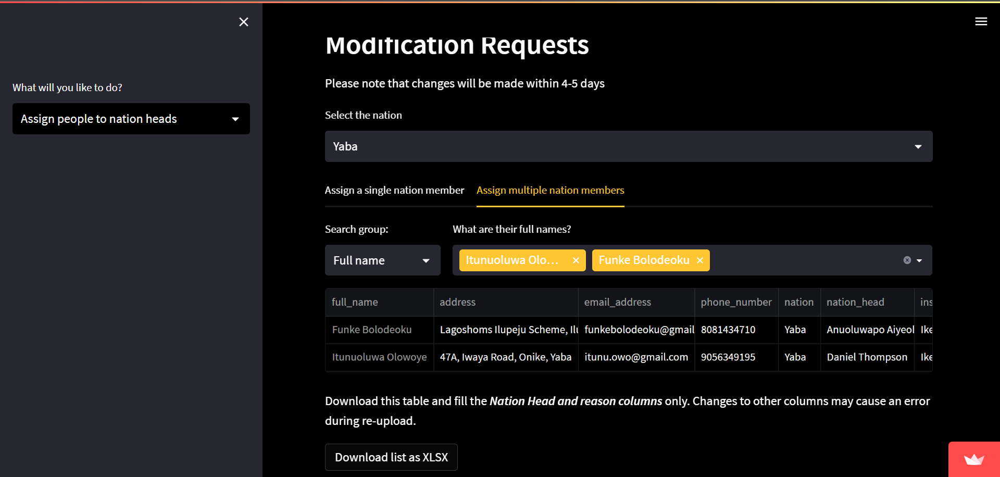 Modification Requests
Please note that changes will be made within 4-5 days
What will you like to do?
Assign people to nation heads
Select the nation
Yaba
Assign a single nation member Assign multiple nation members
Search group: What are their full names?
Full name Itunuoluwa Olo... Funke Bolodeoku
full_name address email_address phone_number nation nation_head ins
Funke Bolodeoku Lagoshoms Ilupeju Scheme, Ilu funkebolodeoku@gmail 8081434710 Yaba Anuoluwapo Aiyeol Ike
Itunuoluwa Olowoye 47A, Iwaya Road, Onike, Yaba itunu.owo@gmail.com 9056349195 Yaba Daniel Thompson Ike
Download this table and fill the Nation Head and reason columns only. Changes to other columns may cause an error
during re-upload.
Download list as XLSX